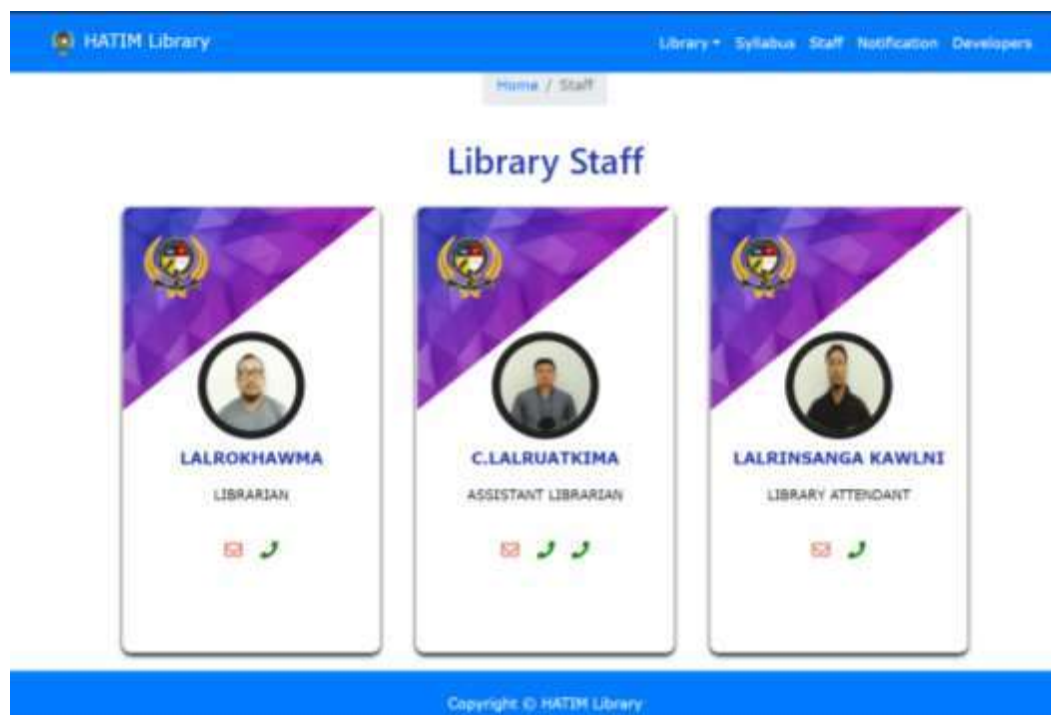 HATIM Library
Library Syllabus Staff Notification Developers
Home / Staff
Library Staff
LALROKHAWMA
LIBRARIAN
C.LALRUATKIMA
ASSISTANT LIBRARIAN
LALRINSANGA KAWLNI
LIBRARY ATTENDANT
Copyright © HATIM Library